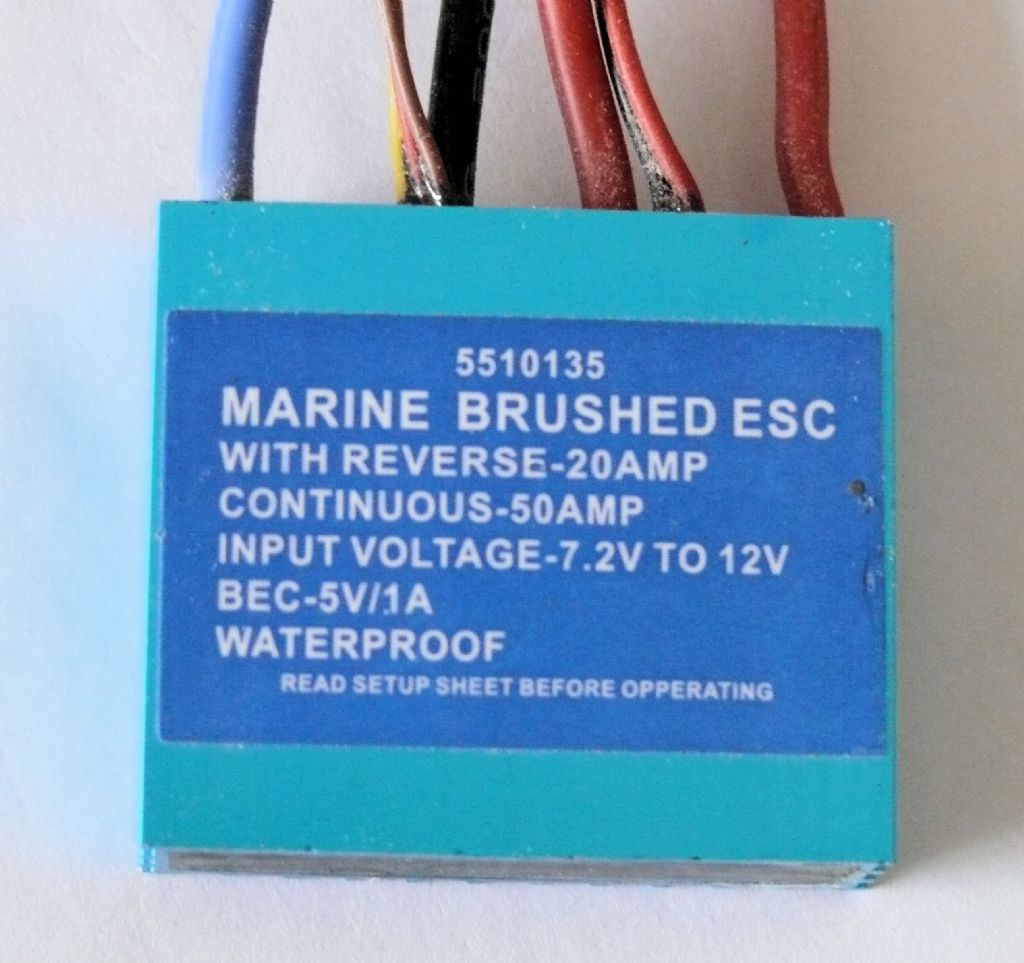 5510135
MARINE BRUSHED ESC
WITH REVERSE-20AMP
CONTINUOUS-50AMP
INPUT VOLTAGE-7.2V TO 12V
BEC-5V/1A
WATERPROOF
READ SETUP SHEET BEFORE OPPERATING